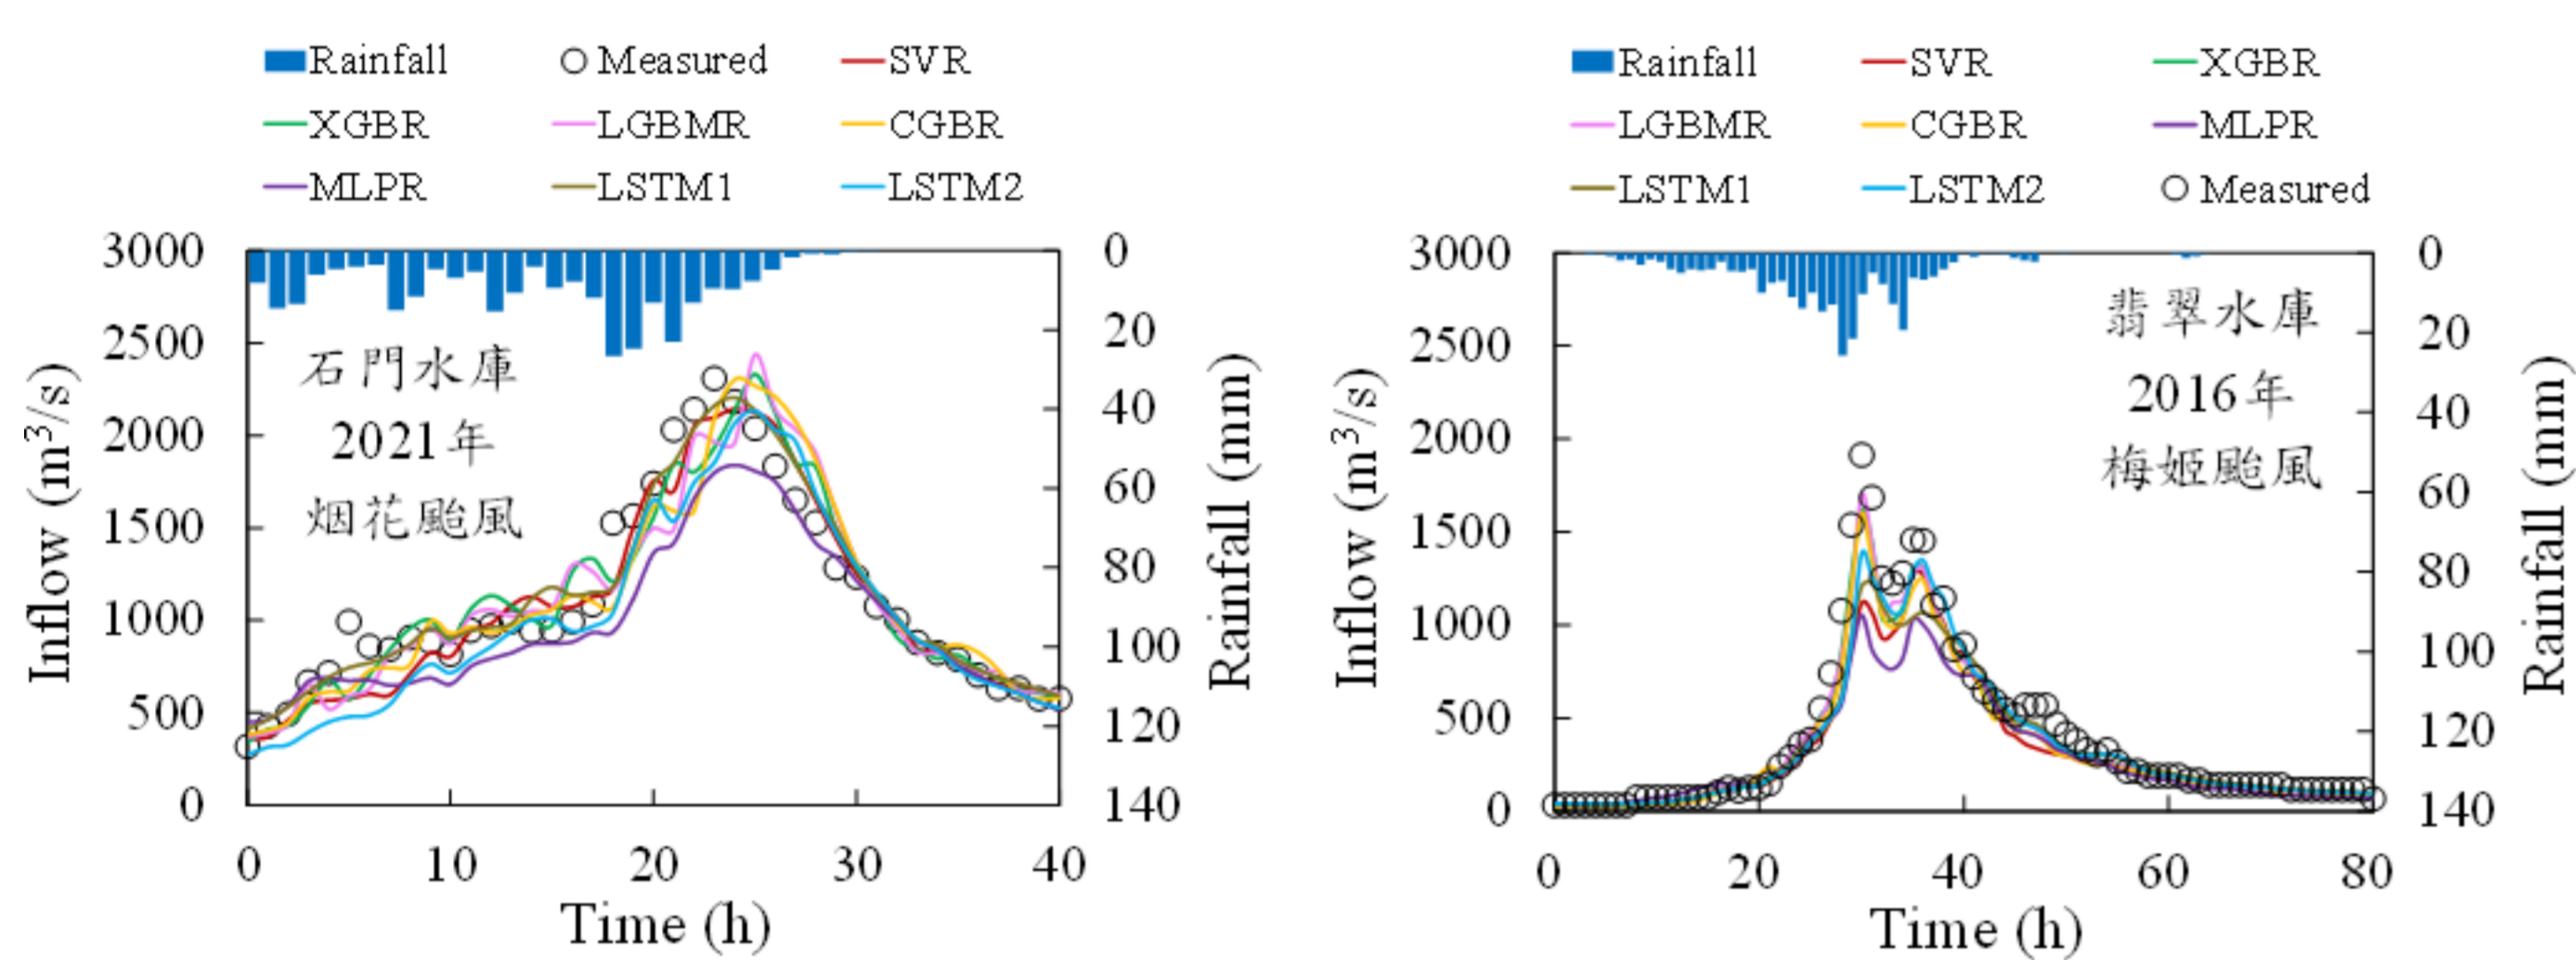 Rainfall Measured SVR
XGBR LGBMR CGBR
MLPR LSTM1 LSTM2
3000
2500
2000
1500
1000
500
0
Inflow (m³/s)
0
20
40
60
80
100
120
140
Rainfall (mm)
石門水庫
2021年
烟花颱風
0 10 20 30 40
Time (h)
Rainfall SVR XGBR
LGBMR CGBR MLPR
LSTM1 LSTM2 Measured
3000
2500
2000
1500
1000
500
0
Inflow (m³/s)
0
20
40
60
80
100
120
140
Rainfall (mm)
翡翠水庫
2016年
梅姬颱風
0 20 40 60 80
Time (h)